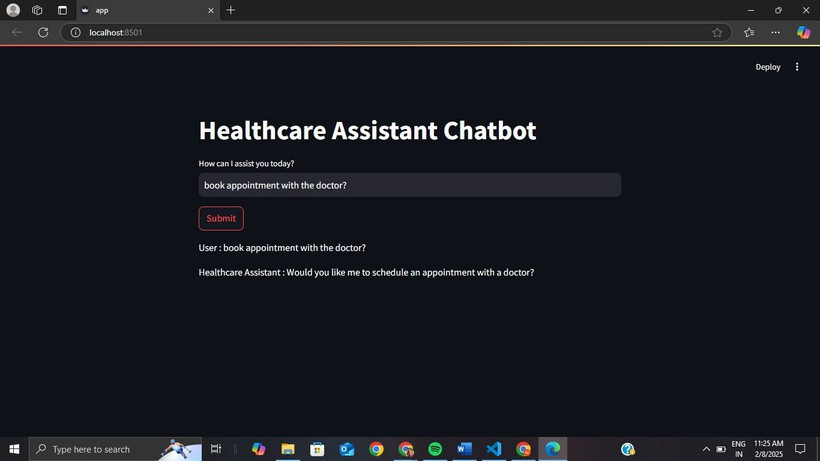 app
localhost:8501
Deploy
Healthcare Assistant Chatbot
How can I assist you today?
book appointment with the doctor?
Submit
User : book appointment with the doctor?
Healthcare Assistant : Would you like me to schedule an appointment with a doctor?
Type here to search
ENG
IN
11:25 AM
2/8/2025